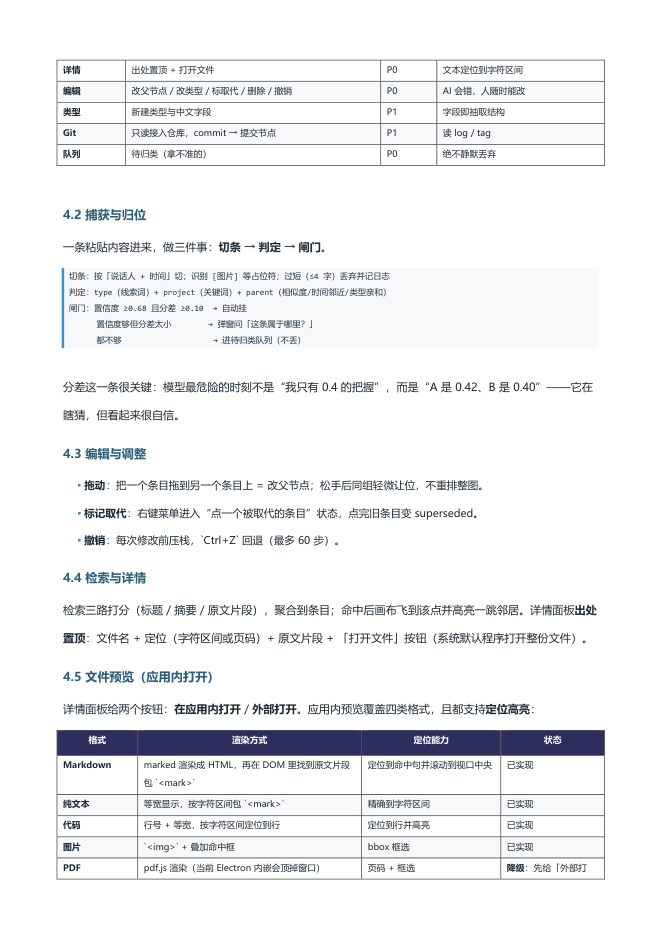 详情 出处置顶 + 打开文件 P0 文本定位到字符区间
编辑 改父节点 / 改类型 / 标取代 / 删除 / 撤销 P0 AI 会错，人随时能改
类型 新建类型与中文字段 P1 字段即抽取结构
Git 只读接入仓库，commit → 提交节点 P1 读 log / tag
队列 待归类（拿不准的） P0 绝不静默丢弃
4.2 捕获与归位
一条粘贴内容进来，做三件事：切条 → 判定 → 闸门。
切条：按「说话人 + 时间」切；识别 [图片] 等占位符；过短（≤4 字）丢弃并记日志
判定：type（线索词）+ project（关键词）+ parent（相似度/时间邻近/类型亲和）
闸门：置信度 ≥0.68 且分差 ≥0.10 → 自动挂
置信度够但分差太小 → 弹窗问「这条属于哪里？」
都不够 → 进待归类队列（不丢）
分差这一条很关键：模型最危险的时刻不是“我只有 0.4 的把握”，而是“A 是 0.42、B 是 0.40”——它在
瞎猜，但看起来很自信。
4.3 编辑与调整
▪ 拖动：把一个条目拖到另一个条目上 = 改父节点；松手后同组轻微让位，不重排整图。
▪ 标记取代：右键菜单进入“点一个被取代的条目”状态，点完旧条目变 superseded。
▪ 撤销：每次修改前压栈，`Ctrl+Z` 回退（最多 60 步）。
4.4 检索与详情
检索三路打分（标题 / 摘要 / 原文片段），聚合到条目；命中后画布飞到该点并高亮一跳邻居。详情面板出处
置顶：文件名 + 定位（字符区间或页码）+ 原文片段 + 「打开文件」按钮（系统默认程序打开整份文件）。
4.5 文件预览（应用内打开）
详情面板给两个按钮：在应用内打开 / 外部打开。应用内预览覆盖四类格式，且都支持定位高亮：
格式 渲染方式 定位能力 状态
Markdown marked 渲染成 HTML，再在 DOM 里找到原文片段 定位到命中句并滚动到视口中央 已实现
包 `<mark>`
纯文本 等宽显示，按字符区间包 `<mark>` 精确到字符区间 已实现
代码 行号 + 等宽，按字符区间定位到行 定位到行并高亮 已实现
图片 `<img>` + 叠加命中框 bbox 框选 已实现
PDF pdf.js 渲染（当前 Electron 内嵌会顶掉窗口） 页码 + 框选 降级：先给「外部打